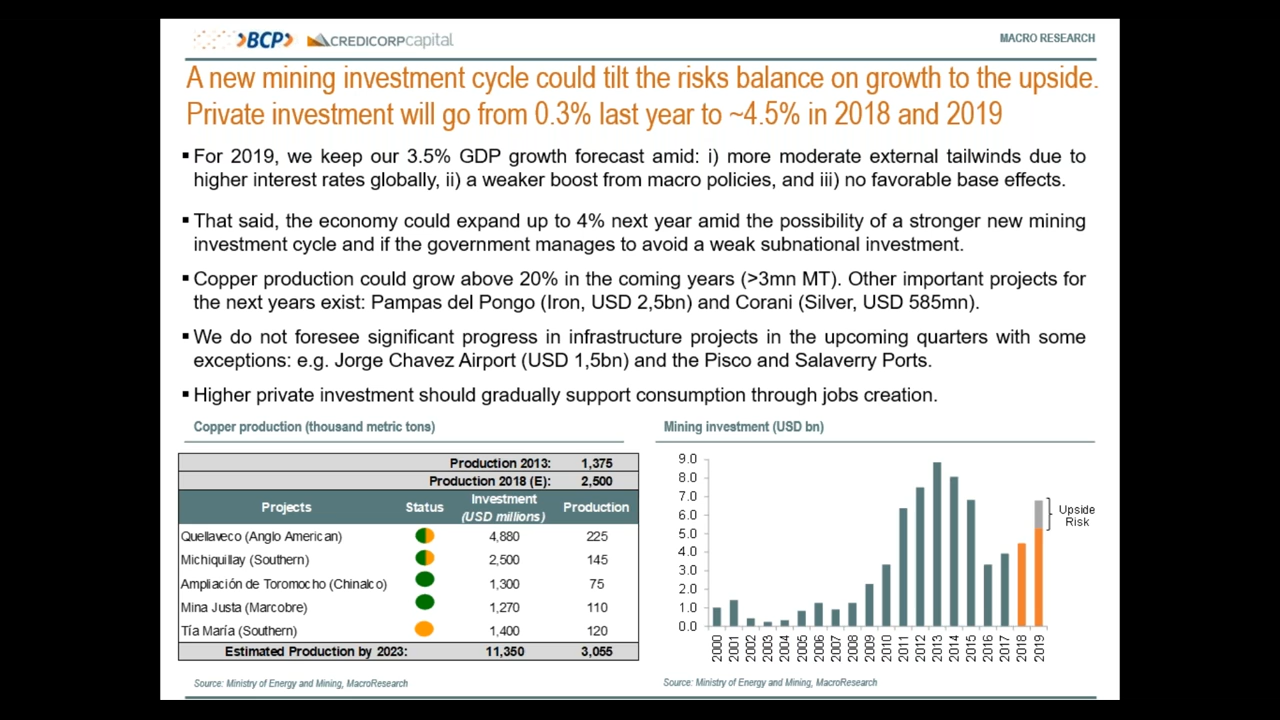 BCP
CREDICORPcapital
MACRO RESEARCH
A new mining investment cycle could tilt the risks balance on growth to the upside.
Private investment will go from 0.3% last year to ~4.5% in 2018 and 2019
▪ For 2019, we keep our 3.5% GDP growth forecast amid: i) more moderate external tailwinds due to
higher interest rates globally, ii) a weaker boost from macro policies, and iii) no favorable base effects.
▪ That said, the economy could expand up to 4% next year amid the possibility of a stronger new mining
investment cycle and if the government manages to avoid a weak subnational investment.
▪ Copper production could grow above 20% in the coming years (>3mn MT). Other important projects for
the next years exist: Pampas del Pongo (Iron, USD 2,5bn) and Corani (Silver, USD 585mn).
▪ We do not foresee significant progress in infrastructure projects in the upcoming quarters with some
exceptions: e.g. Jorge Chavez Airport (USD 1,5bn) and the Pisco and Salaverry Ports.
▪ Higher private investment should gradually support consumption through jobs creation.
Copper production (thousand metric tons)
Production 2013: 1,375
Production 2018 (E): 2,500
Projects Status Investment (USD millions) Production
Quellaveco (Anglo American) 4,880 225
Michiquillay (Southern) 2,500 145
Ampliación de Toromocho (Chinalco) 1,300 75
Mina Justa (Marcobre) 1,270 110
Tía María (Southern) 1,400 120
Estimated Production by 2023: 11,350 3,055
Source: Ministry of Energy and Mining, MacroResearch
Mining investment (USD bn)
9.0
8.0
7.0
6.0
5.0
4.0
3.0
2.0
1.0
0.0
Upside
Risk
2000 2001 2002 2003 2004 2005 2006 2007 2008 2009 2010 2011 2012 2013 2014 2015 2016 2017 2018 2019
Source: Ministry of Energy and Mining, MacroResearch